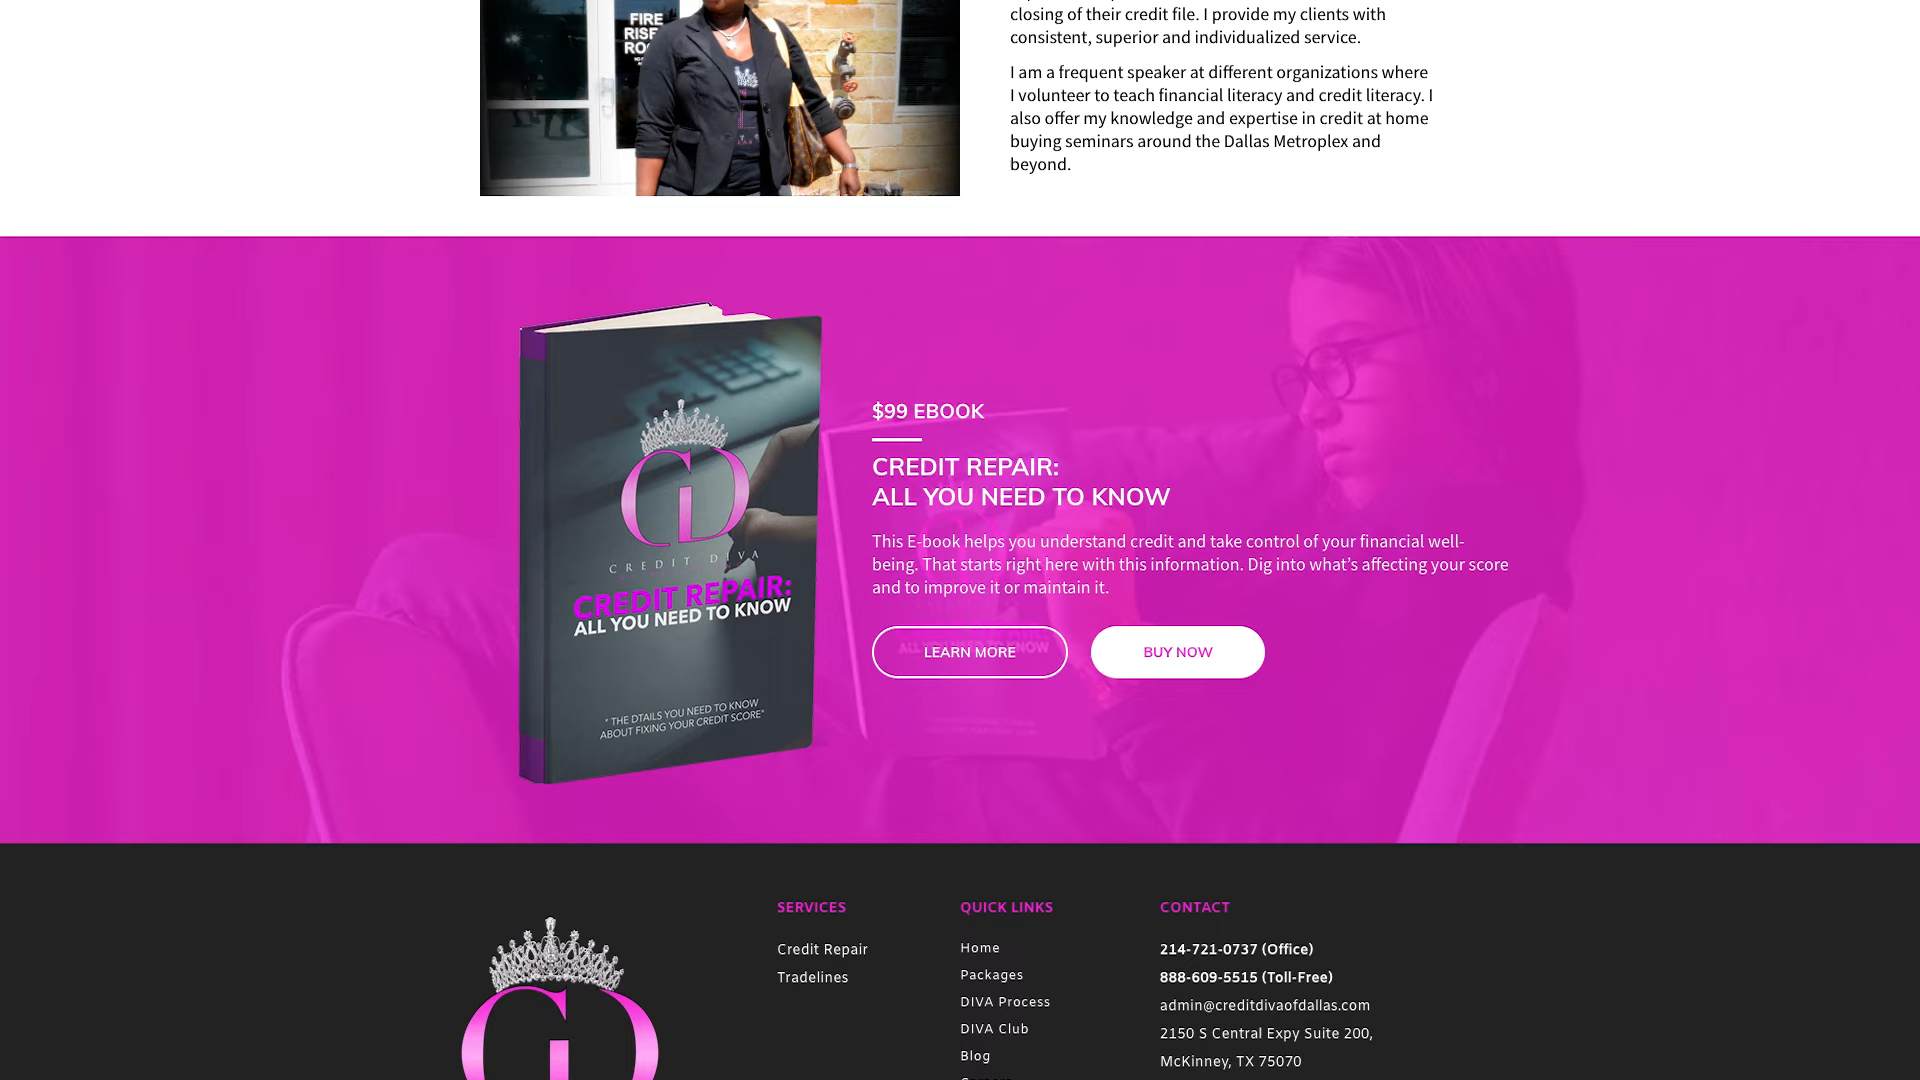 closing of their credit file. I provide my clients with
consistent, superior and individualized service.
I am a frequent speaker at different organizations where
I volunteer to teach financial literacy and credit literacy. I
also offer my knowledge and expertise in credit at home
buying seminars around the Dallas Metroplex and
beyond.
FIRE
RISE
$99 EBOOK
CREDIT REPAIR:
ALL YOU NEED TO KNOW
This E-book helps you understand credit and take control of your financial well-
being. That starts right here with this information. Dig into what’s affecting your score
and to improve it or maintain it.
LEARN MORE
BUY NOW
CREDIT DIVA
CREDIT REPAIR:
ALL YOU NEED TO KNOW
" THE DTAILS YOU NEED TO KNOW
ABOUT FIXING YOUR CREDIT SCORE"
SERVICES
Credit Repair
Tradelines
QUICK LINKS
Home
Packages
DIVA Process
DIVA Club
Blog
CONTACT
214-721-0737 (Office)
888-609-5515 (Toll-Free)
admin@creditdivaofdallas.com
2150 S Central Expy Suite 200,
McKinney, TX 75070